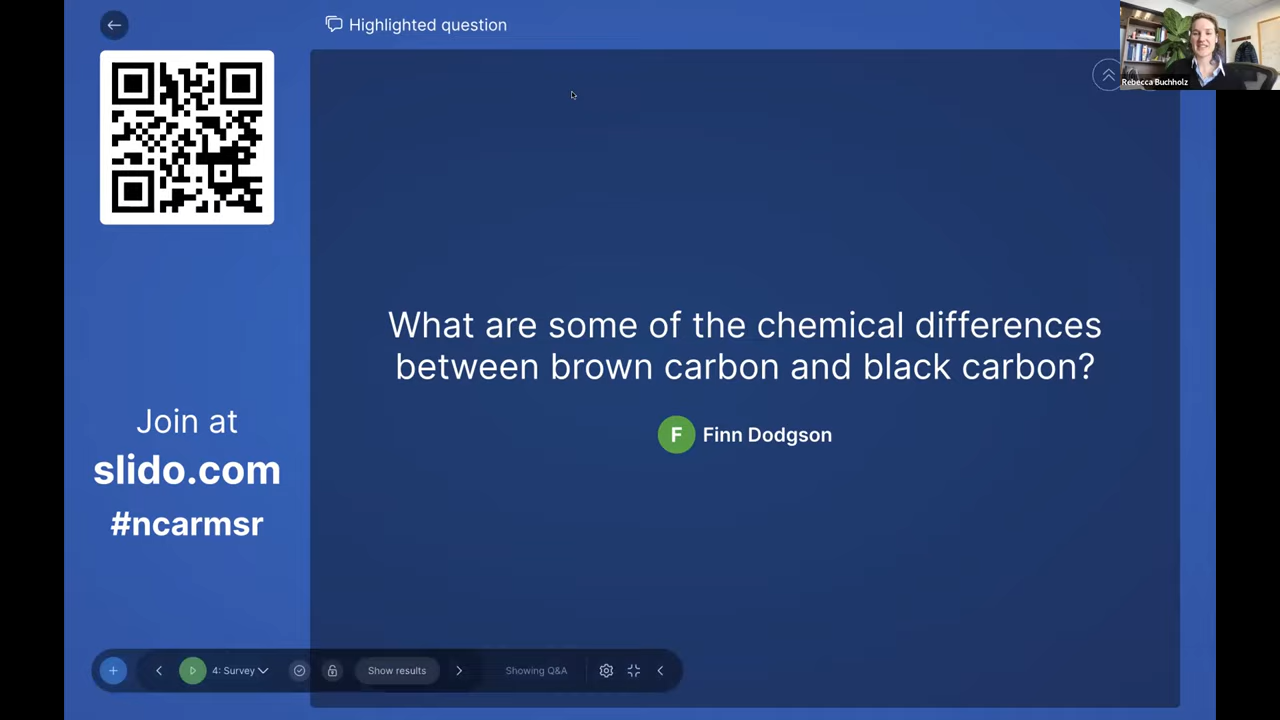 Highlighted question
Rebecca Buchholz
What are some of the chemical differences
between brown carbon and black carbon?
F Finn Dodgson
Join at
slido.com
#ncarmsr
4: Survey
Show results
Showing Q&A